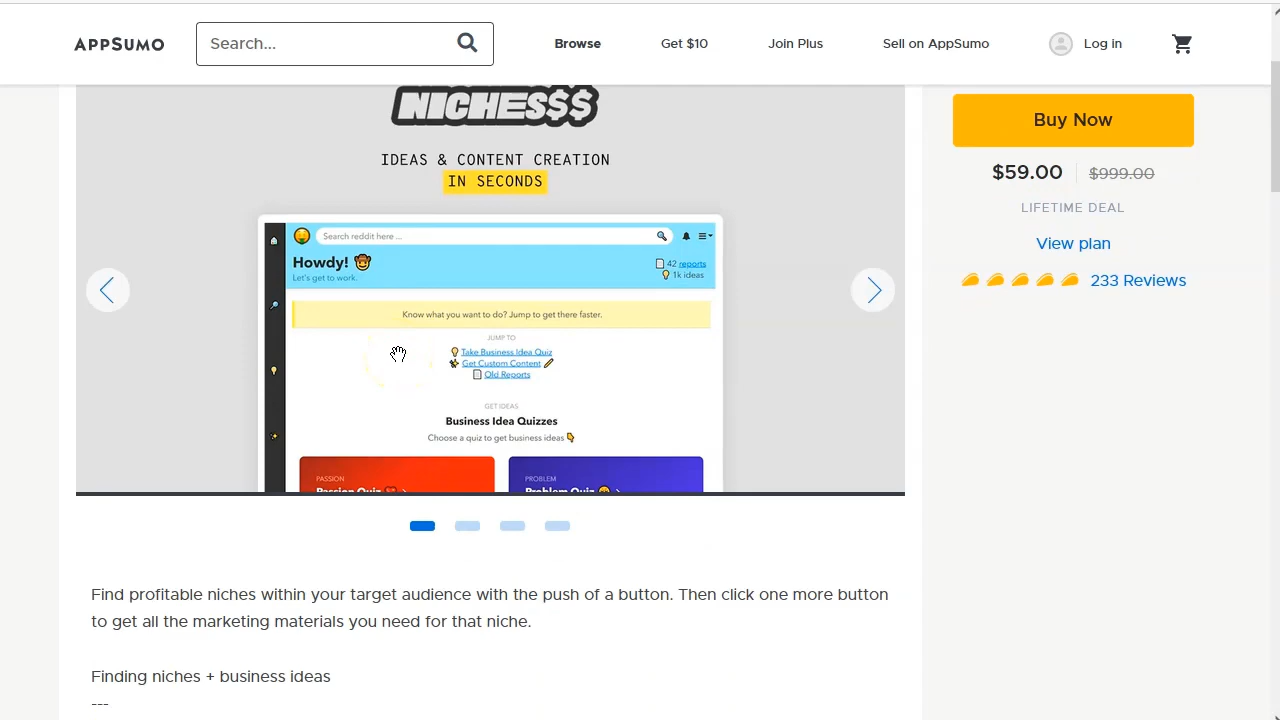 APPSUMO
Search...
Browse
Get $10
Join Plus
Sell on AppSumo
Log in
NICHES$$
IDEAS & CONTENT CREATION
IN SECONDS
Search reddit here ...
Howdy!
Let's get to work.
42 reports
1k ideas
Know what you want to do? Jump to get there faster.
JUMP TO
Take Business Idea Quiz
Get Custom Content
Old Reports
GET IDEAS
Business Idea Quizzes
Choose a quiz to get business ideas
PASSION
Passion Quiz
PROBLEM
Problem Quiz
Buy Now
$59.00
$999.00
LIFETIME DEAL
View plan
233 Reviews
Find profitable niches within your target audience with the push of a button. Then click one more button
to get all the marketing materials you need for that niche.
Finding niches + business ideas
---